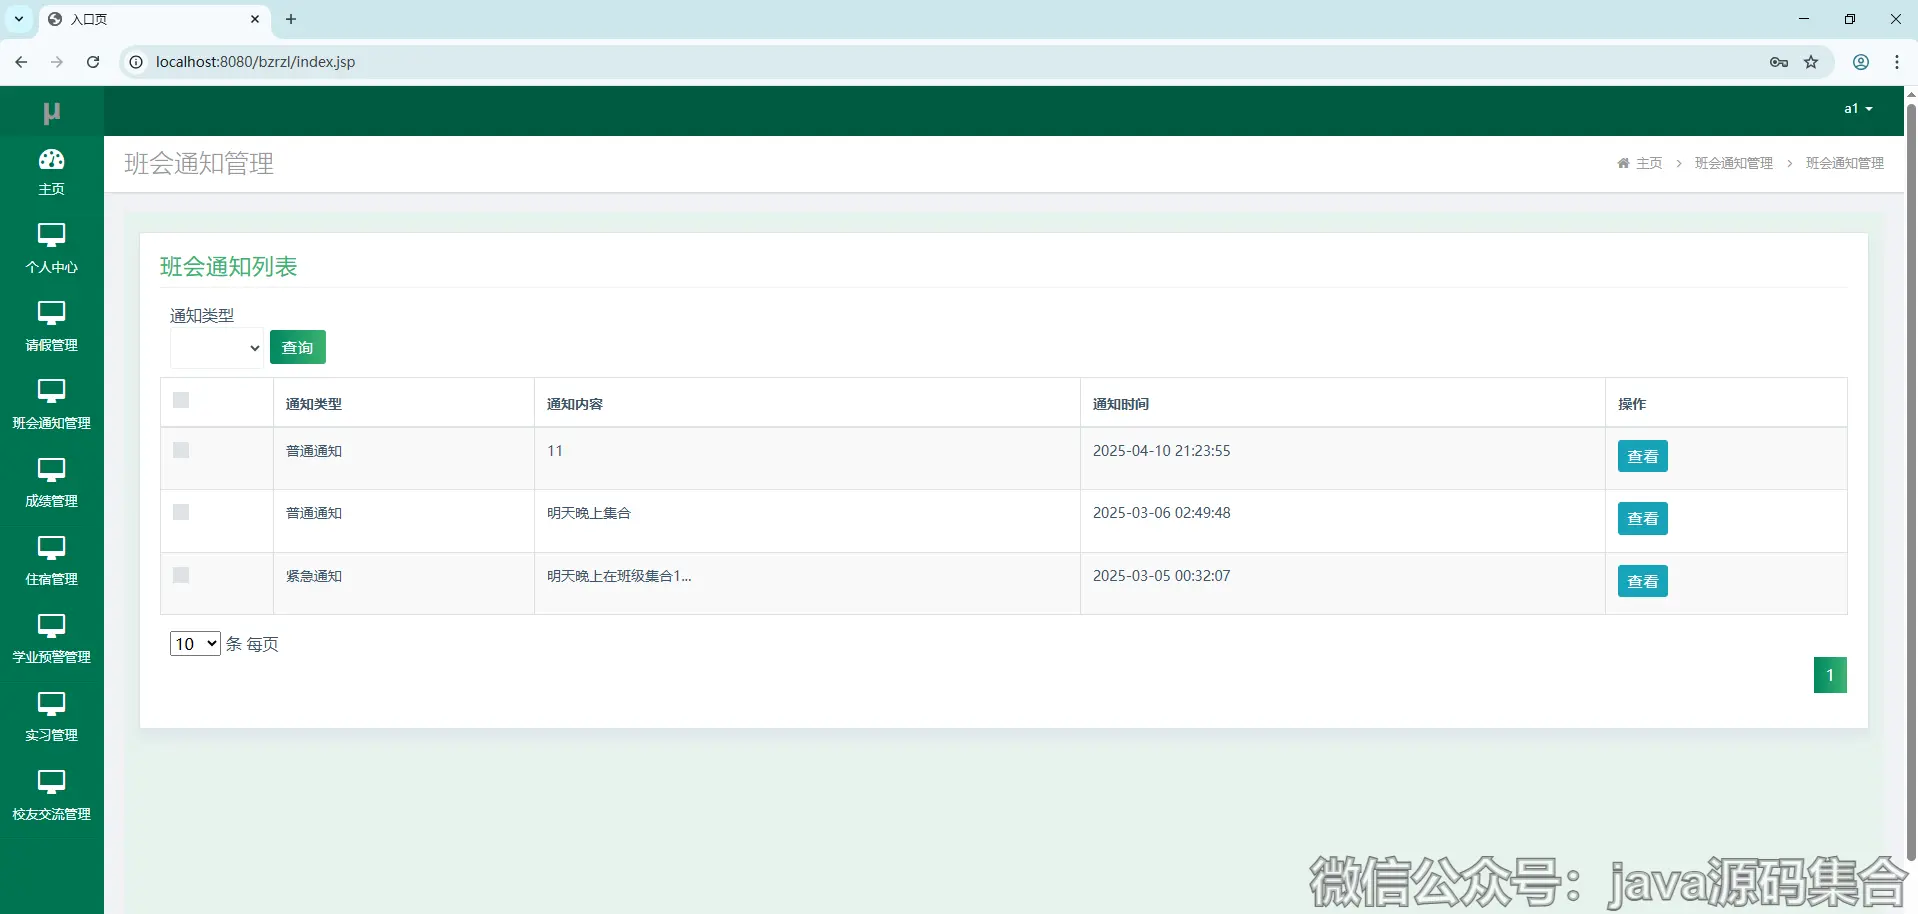 入口页
localhost:8080/bzrzl/index.jsp
μ
a1
主页
个人中心
请假管理
班会通知管理
成绩管理
住宿管理
学业预警管理
实习管理
校友交流管理
班会通知管理
主页 > 班会通知管理 > 班会通知管理
班会通知列表
通知类型
查询
通知类型 通知内容 通知时间 操作
普通通知 11 2025-04-10 21:23:55 查看
普通通知 明天晚上集合 2025-03-06 02:49:48 查看
紧急通知 明天晚上在班级集合1... 2025-03-05 00:32:07 查看
10 条 每页
1
微信公众号：java源码集合